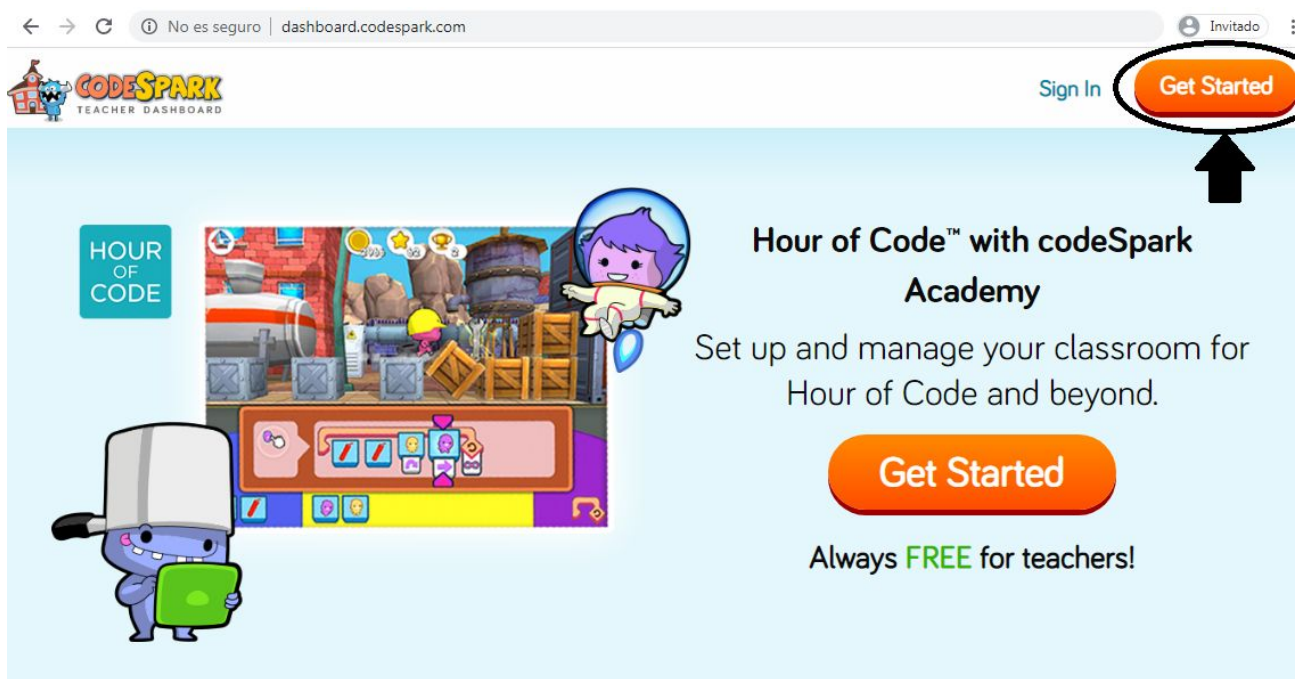 No es seguro | dashboard.codespark.com
Invitado
CODESPARK
TEACHER DASHBOARD
Sign In
Get Started
HOUR
OF
CODE
Hour of Code™ with codeSpark
Academy
Set up and manage your classroom for
Hour of Code and beyond.
Get Started
Always FREE for teachers!